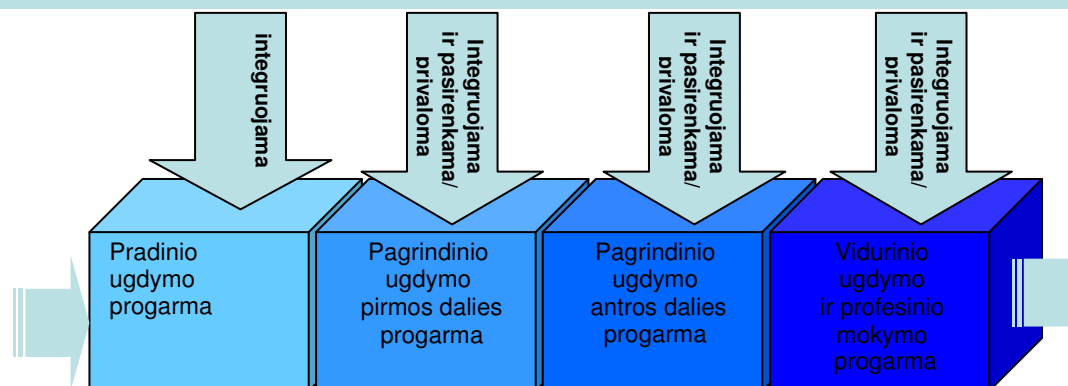 integruojama
Integruojama
ir pasirenkama/
privaloma
Integruojama
ir pasirenkama/
privaloma
Integruojama
ir pasirenkama/
privaloma
Pradinio
ugdymo
progarma
Pagrindinio
ugdymo
pirmos dalies
progarma
Pagrindinio
ugdymo
antros dalies
progarma
Vidurinio
ugdymo
ir profesinio
mokymo
progarma